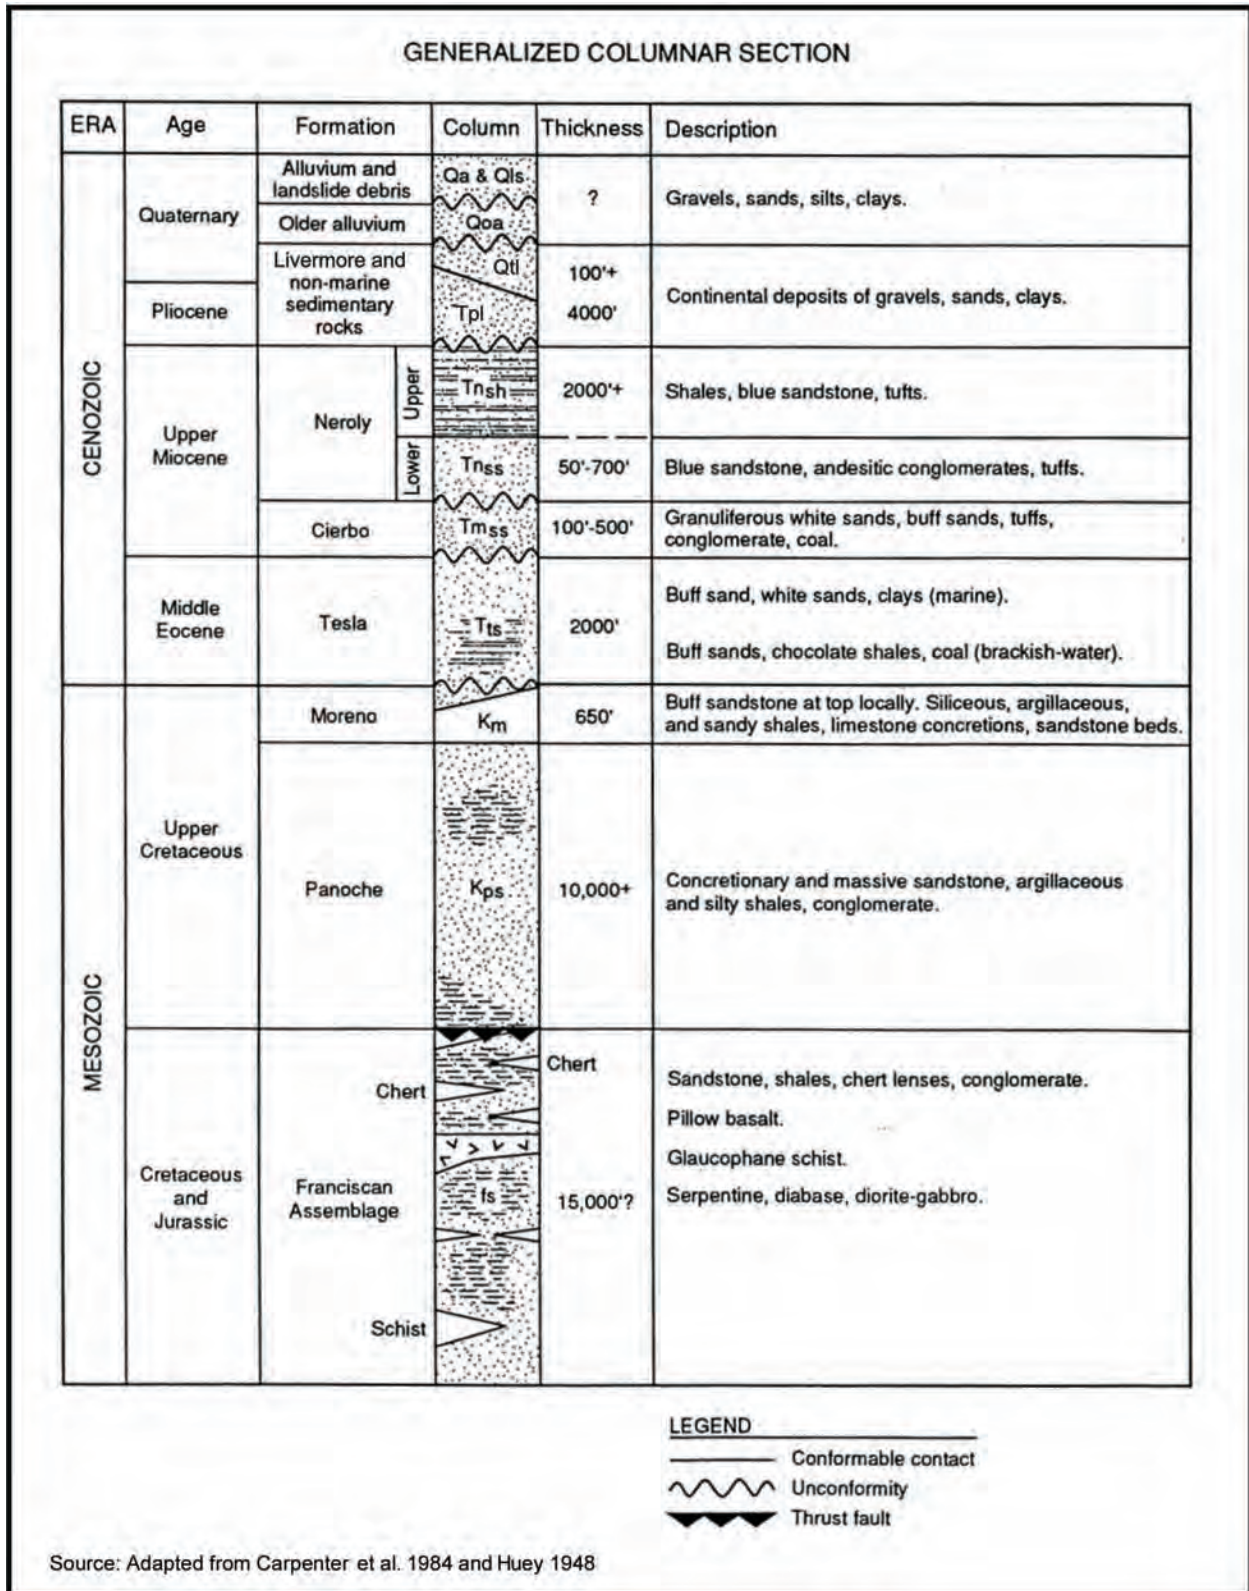 GENERALIZED COLUMNAR SECTION
ERA
Age
Formation
Column
Thickness
Description
CENOZOIC
Quaternary
Alluvium and
landslide debris
Qa & Qls
?
Gravels, sands, silts, clays.
Older alluvium
Qoa
Livermore and
non-marine
sedimentary
rocks
Qtl
100'+
Continental deposits of gravels, sands, clays.
Pliocene
Tpl
4000'
Upper
Miocene
Neroly
Upper
Tnsh
2000'+
Shales, blue sandstone, tufts.
Lower
Tnss
50'-700'
Blue sandstone, andesitic conglomerates, tuffs.
Cierbo
Tmss
100'-500'
Granuliferous white sands, buff sands, tuffs,
conglomerate, coal.
Middle
Eocene
Tesla
Tts
2000'
Buff sand, white sands, clays (marine).
Buff sands, chocolate shales, coal (brackish-water).
MESOZOIC
Upper
Cretaceous
Moreno
Km
650'
Buff sandstone at top locally. Siliceous, argillaceous,
and sandy shales, limestone concretions, sandstone beds.
Panoche
Kps
10,000+
Concretionary and massive sandstone, argillaceous
and silty shales, conglomerate.
Cretaceous
and
Jurassic
Franciscan
Assemblage
Chert
Chert
fs
Schist
15,000'?
Sandstone, shales, chert lenses, conglomerate.
Pillow basalt.
Glaucophane schist.
Serpentine, diabase, diorite-gabbro.
LEGEND
Conformable contact
Unconformity
Thrust fault
Source: Adapted from Carpenter et al. 1984 and Huey 1948